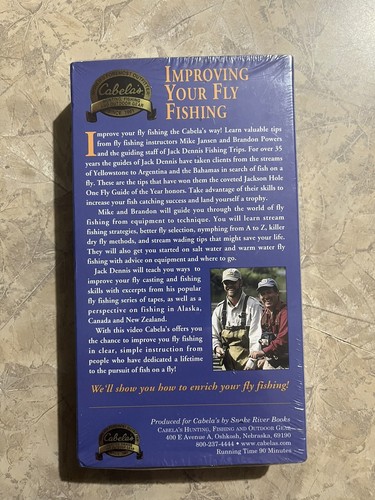 Cabela's
SINCE 1961
IMPROVING
YOUR FLY
FISHING
Improve your fly fishing the Cabela's way! Learn valuable tips
from fly fishing instructors Mike Jansen and Brandon Powers
and the guiding staff of Jack Dennis Fishing Trips. For over 35
years the guides of Jack Dennis have taken clients from the streams
of Yellowstone to Argentina and the Bahamas in search of fish on a
fly. These are the tips that have won them the coveted Jackson Hole
One Fly Guide of the Year honors. Take advantage of their skills to
increase your fish catching success and land yourself a trophy.
Mike and Brandon will guide you through the world of fly
fishing from equipment to technique. You will learn stream
fishing strategies, better fly selection, nymphing from A to Z, killer
dry fly methods, and stream wading tips that might save your life.
They will also get you started on salt water and warm water fly
fishing with advice on equipment and where to go.
Jack Dennis will teach you ways to
improve your fly casting and fishing
skills with excerpts from his popular
fly fishing series of tapes, as well as a
perspective on fishing in Alaska,
Canada and New Zealand.
With this video Cabela's offers you
the chance to improve you fly fishing
in clear, simple instruction from
people who have dedicated a lifetime
to the pursuit of fish on a fly!
We'll show you how to enrich your fly fishing!
Produced for Cabela's by Snake River Books
CABELA'S HUNTING, FISHING AND OUTDOOR GEAR
400 E Avenue A, Oshkosh, Nebraska, 69190
800-237-4444 • www.cabelas.com
Running Time 90 Minutes
Cabela's